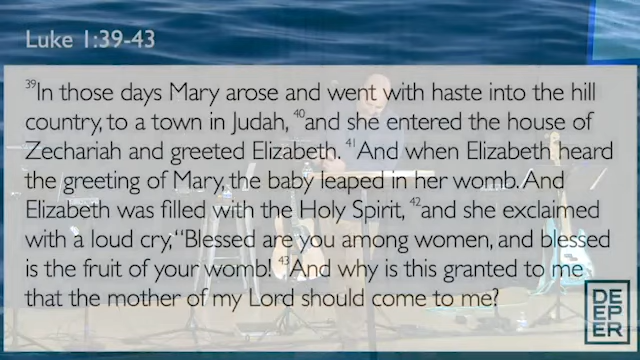 Luke 1:39-43
39In those days Mary arose and went with haste into the hill
country, to a town in Judah, 40and she entered the house of
Zechariah and greeted Elizabeth. 41And when Elizabeth heard
the greeting of Mary, the baby leaped in her womb. And
Elizabeth was filled with the Holy Spirit, 42and she exclaimed
with a loud cry, “Blessed are you among women, and blessed
is the fruit of your womb! 43And why is this granted to me
that the mother of my Lord should come to me?
DE
EP
ER